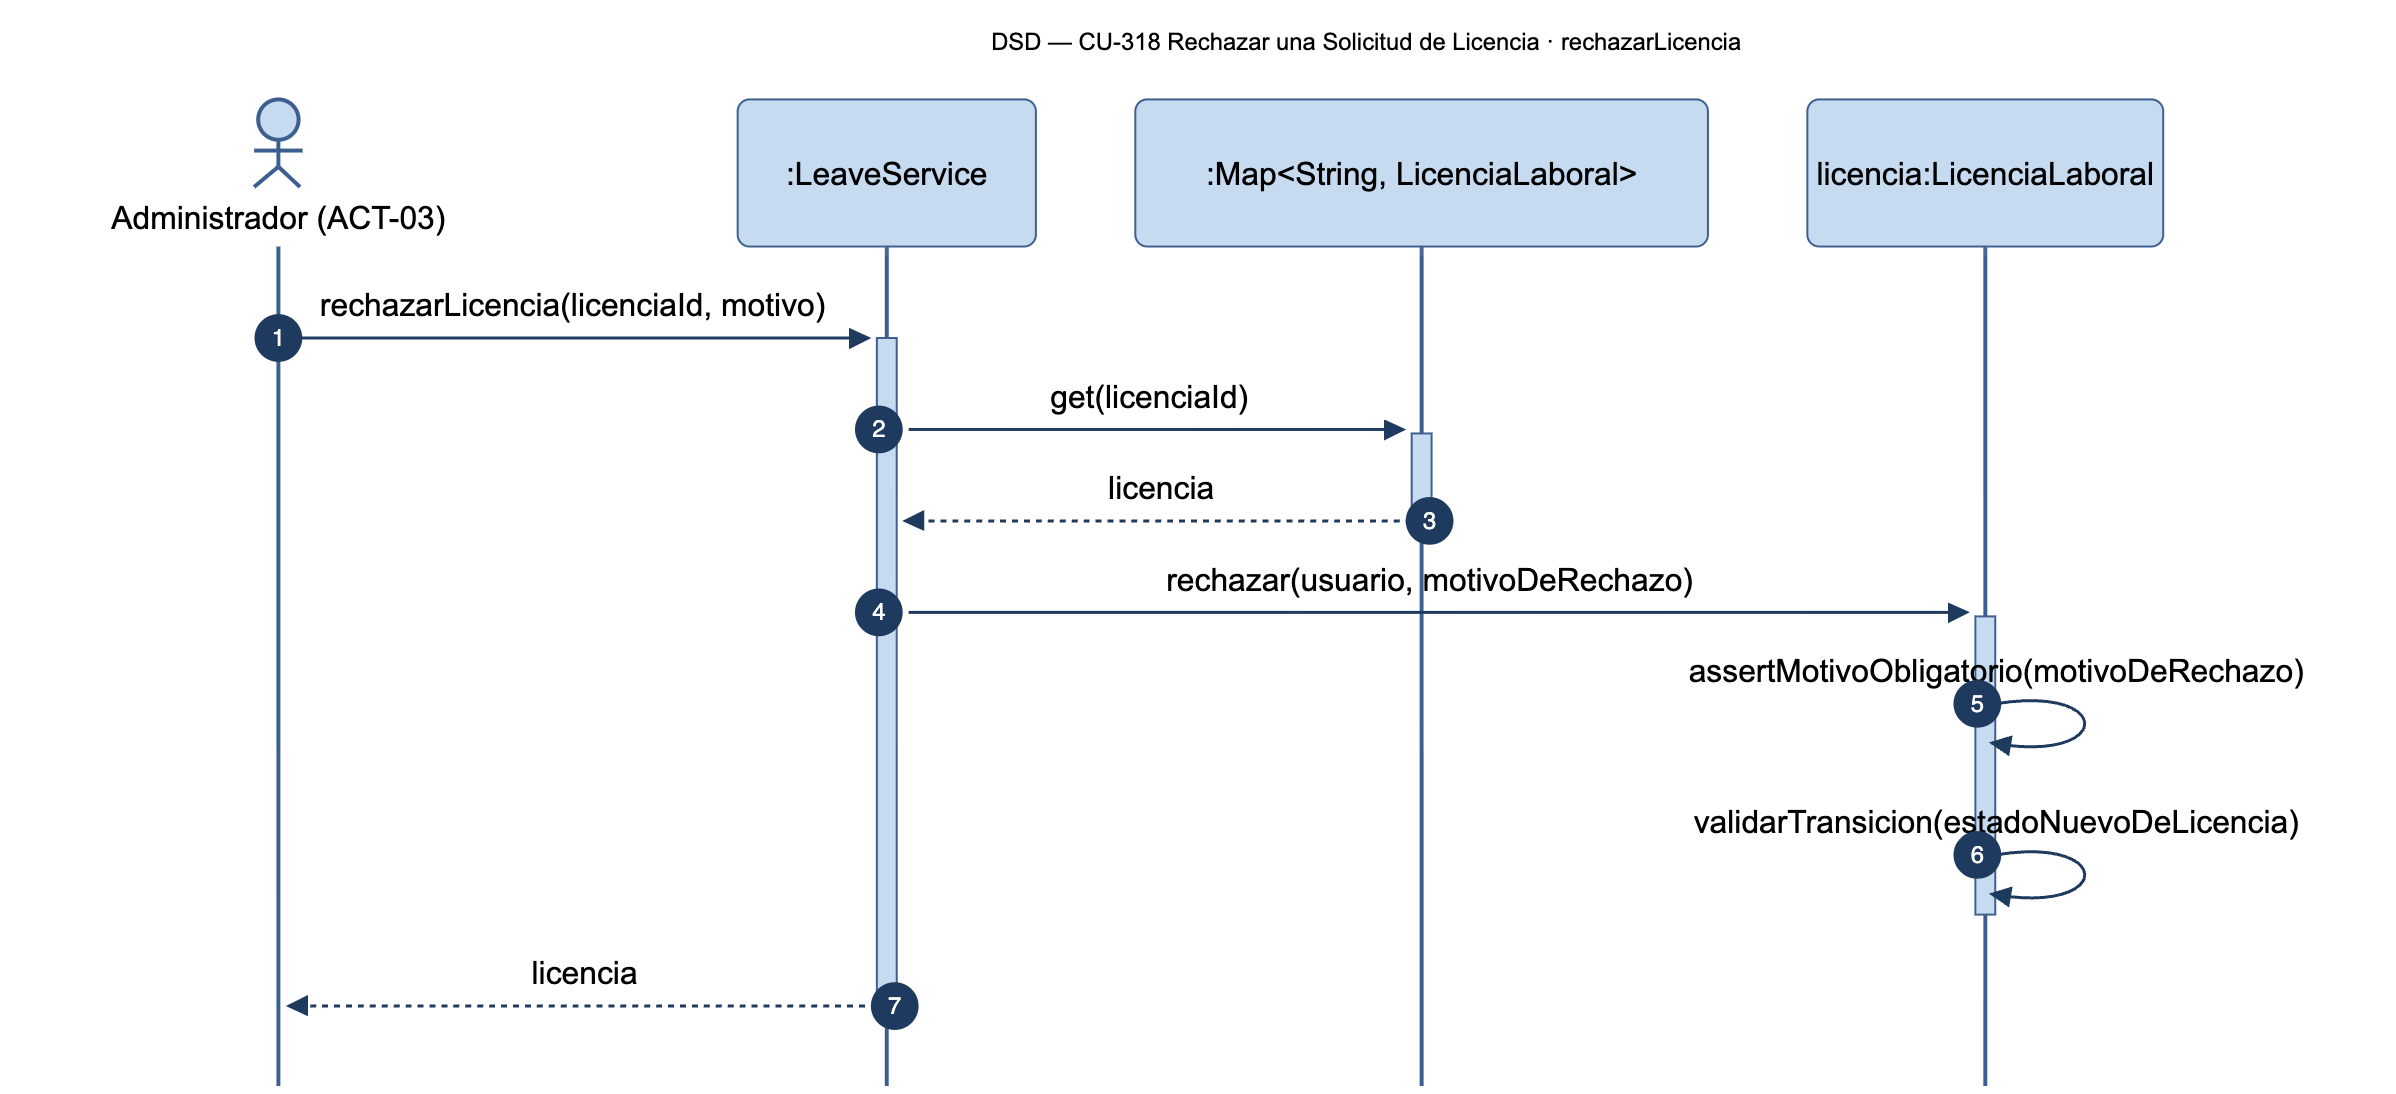 DSD — CU-318 Rechazar una Solicitud de Licencia · rechazarLicencia
Administrador (ACT-03)
:LeaveService
:Map<String, LicenciaLaboral>
licencia:LicenciaLaboral
rechazarLicencia(licenciaId, motivo)
1
get(licenciaId)
2
licencia
3
rechazar(usuario, motivoDeRechazo)
4
assertMotivoObligatorio(motivoDeRechazo)
5
validarTransicion(estadoNuevoDeLicencia)
6
licencia
7